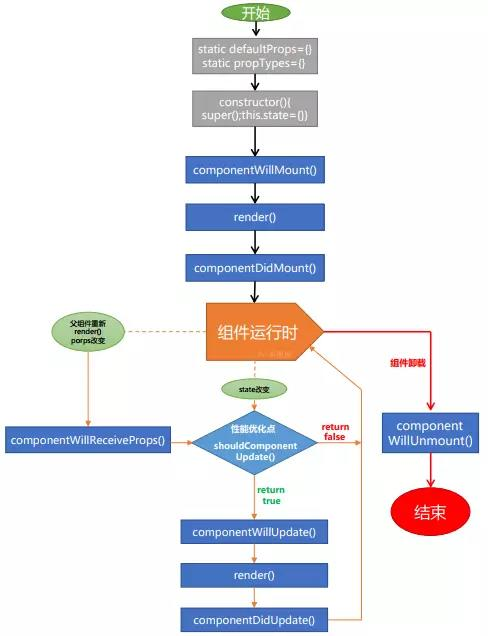 开始
static defaultProps={}
static propTypes={}
constructor(){
super();this.state={}}
componentWillMount()
render()
componentDidMount()
父组件重新
render()
porps改变
组件运行时
组件卸载
state改变
componentWillReceiveProps()
性能优化点
shouldComponent
Update()
return
false
component
WillUnmount()
return
true
结束
componentWillUpdate()
render()
componentDidUpdate()